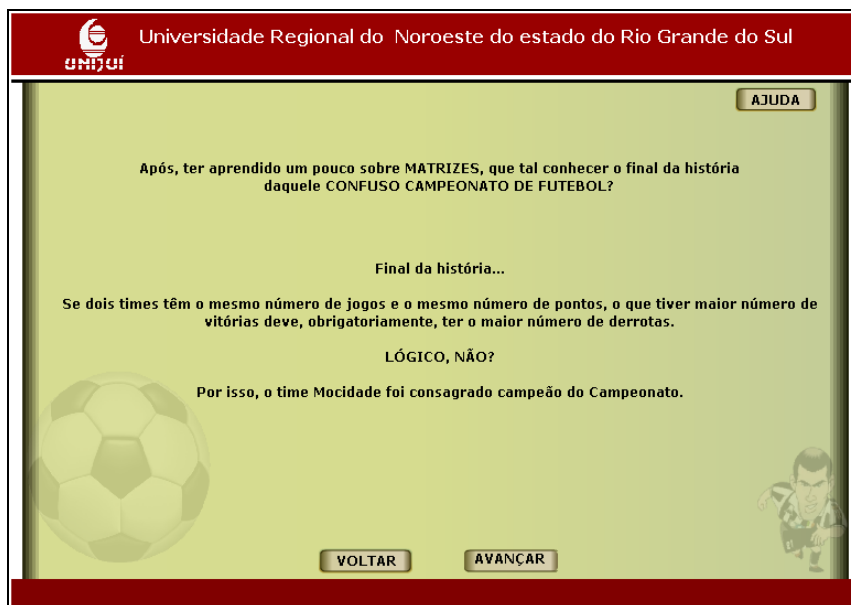 Universidade Regional do Noroeste do estado do Rio Grande do Sul
UNIJUÍ
AJUDA
Após, ter aprendido um pouco sobre MATRIZES, que tal conhecer o final da história
daquele CONFUSO CAMPEONATO DE FUTEBOL?
Final da história...
Se dois times têm o mesmo número de jogos e o mesmo número de pontos, o que tiver maior número de
vitórias deve, obrigatoriamente, ter o maior número de derrotas.
LÓGICO, NÃO?
Por isso, o time Mocidade foi consagrado campeão do Campeonato.
VOLTAR
AVANÇAR